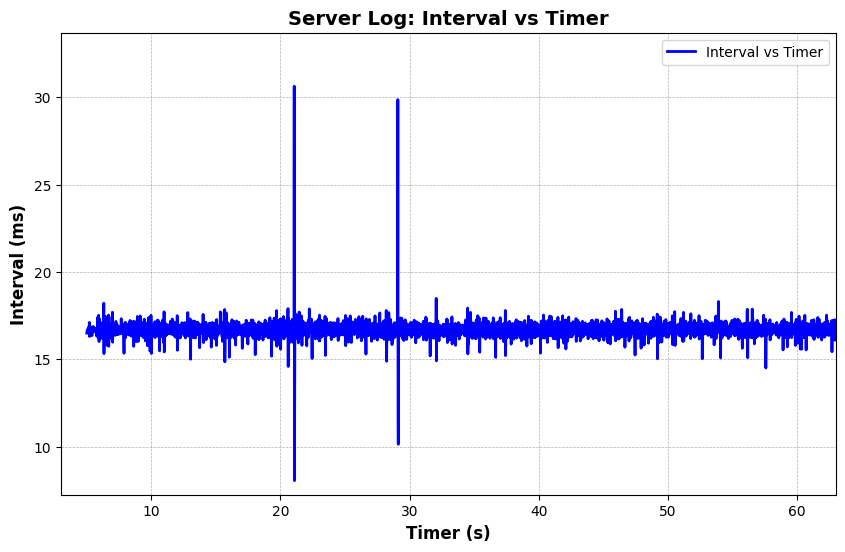 Server Log: Interval vs Timer
Interval vs Timer
30
25
20
15
10
Interval (ms)
10 20 30 40 50 60
Timer (s)